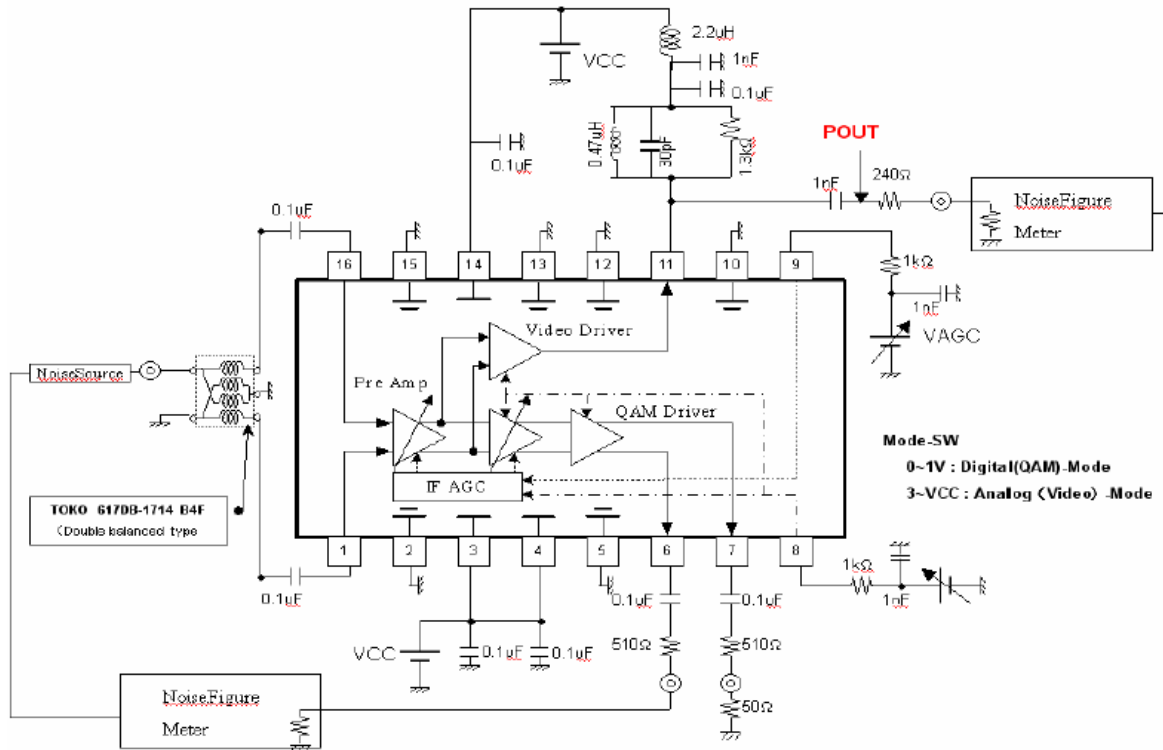 2.2uH
VCC
1nF
0.1uF
0.1uF
0.47uH
30pF
1.3kΩ
POUT
1nF
240Ω
NoiseFigure
Meter
0.1uF
16
15
14
13
12
11
10
9
1kΩ
1nF
VAGC
Video Driver
NoiseSource
Pre Amp
QAM Driver
IF AGC
Mode-SW
0~1V : Digital(QAM)-Mode
3~VCC : Analog (Video) -Mode
TOKO 617DB-1714 B4F
(Double balanced type
1
2
3
4
5
6
7
8
0.1uF
1kΩ
1nF
0.1uF
0.1uF
VCC
0.1uF
0.1uF
510Ω
510Ω
50Ω
NoiseFigure
Meter